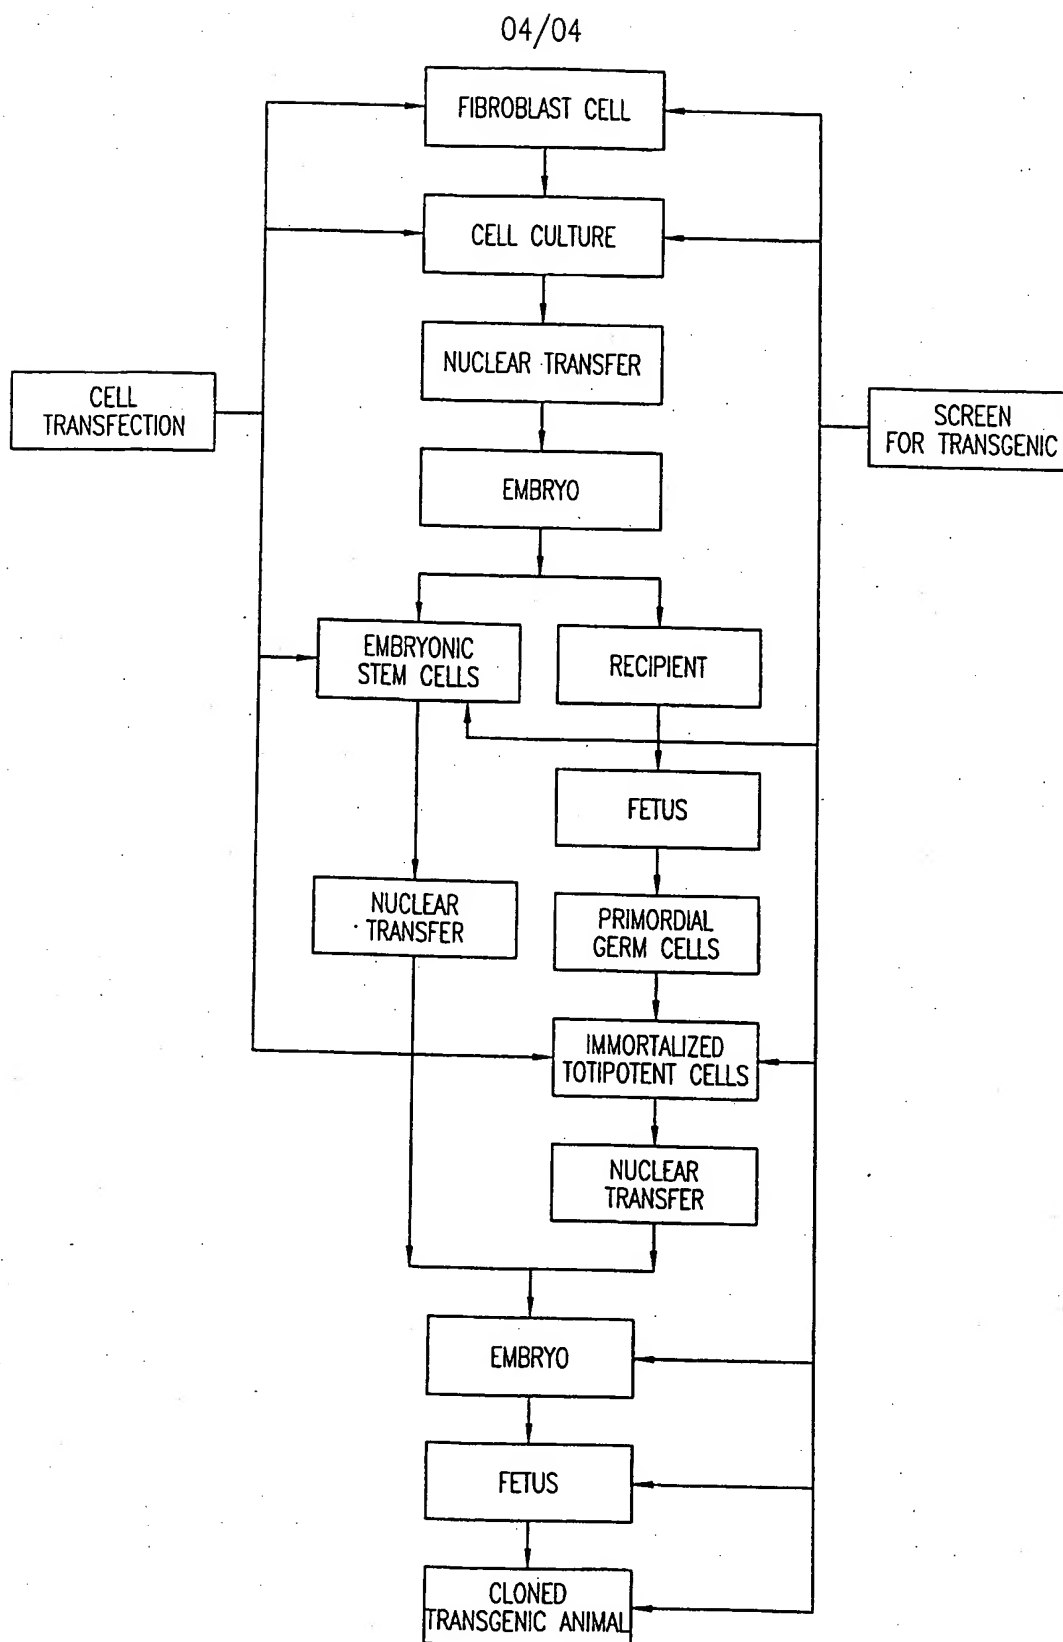 04/04
FIBROBLAST CELL
CELL CULTURE
NUCLEAR TRANSFER
CELL
TRANSFECTION
SCREEN
FOR TRANSGENIC
EMBRYO
EMBRYONIC
STEM CELLS
RECIPIENT
FETUS
NUCLEAR
TRANSFER
PRIMORDIAL
GERM CELLS
IMMORTALIZED
TOTIPOTENT CELLS
NUCLEAR
TRANSFER
EMBRYO
FETUS
CLONED
TRANSGENIC ANIMAL